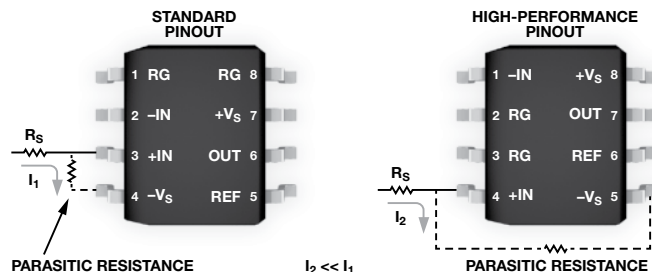 STANDARD PINOUT
1 RG RG 8
2 –IN +VS 7
3 +IN OUT 6
4 –VS REF 5
RS
I1
PARASITIC RESISTANCE
I2 << I1
HIGH-PERFORMANCE PINOUT
1 –IN +VS 8
2 RG OUT 7
3 RG REF 6
4 +IN –VS 5
RS
I2
PARASITIC RESISTANCE